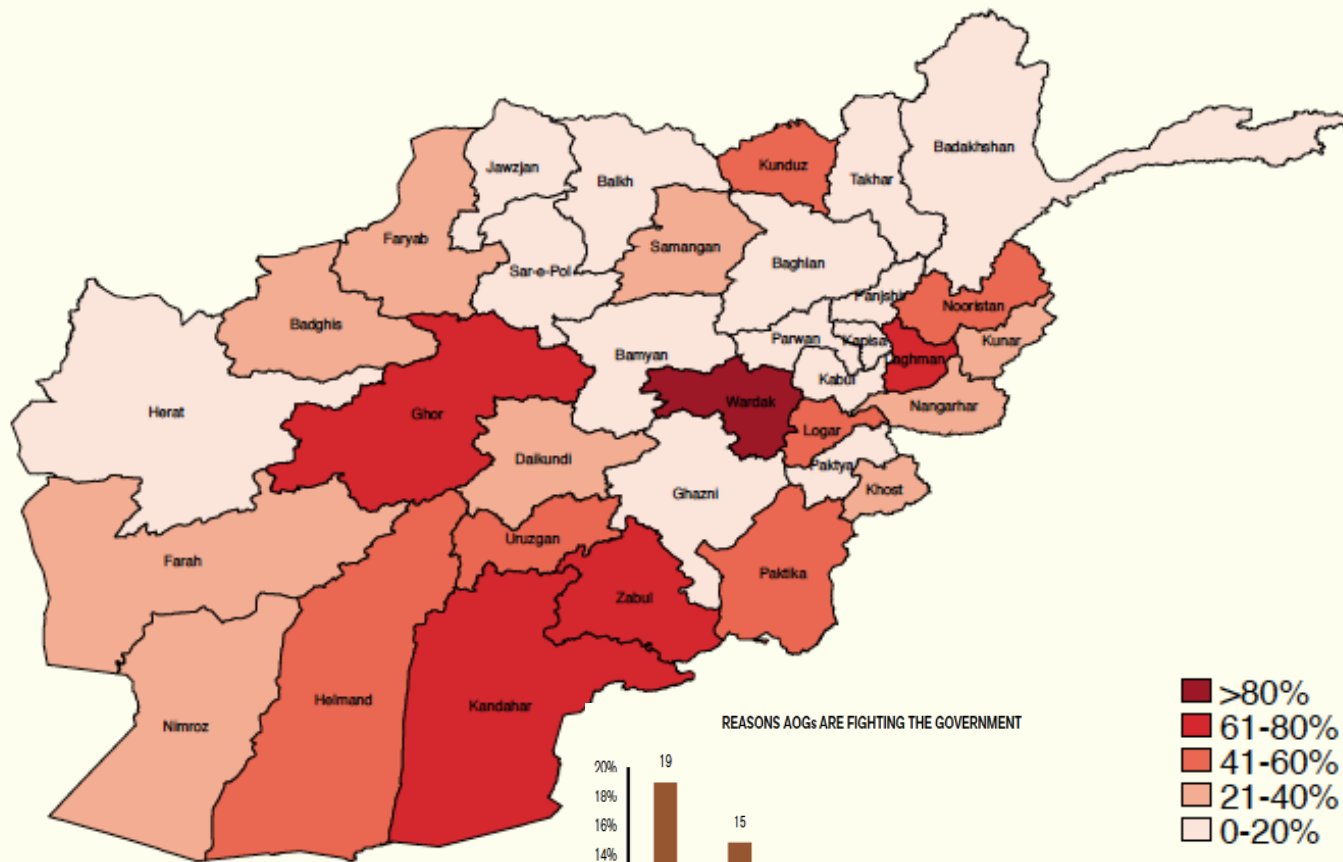 Badakhshan
Jawzjan
Balkh
Kunduz
Takhar
Faryab
Samangan
Sar-e-Pol
Baghlan
Panjshir
Nooristan
Badghis
Parwan
Kapisa
Kunar
Laghman
Bamyan
Kabul
Herat
Ghor
Wardak
Nangarhar
Logar
Daikundi
Paktya
Ghazni
Khost
Uruzgan
Farah
Paktika
Zabul
Helmand
Kandahar
Nimroz
>80%
61-80%
41-60%
21-40%
0-20%
REASONS AOGs ARE FIGHTING THE GOVERNMENT
20%
18%
16%
14%
19
15